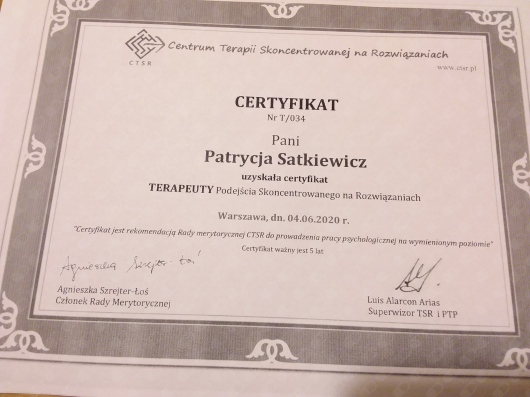 Centrum Terapii Skoncentrowanej na Rozwiązaniach
CTSR
www.ctsr.pl
CERTYFIKAT
Nr T/034
Pani
Patrycja Satkiewicz
uzyskała certyfikat
TERAPEUTY Podejścia Skoncentrowanego na Rozwiązaniach
Warszawa, dn. 04.06.2020 r.
"Certyfikat jest rekomendacją Rady merytorycznej CTSR do prowadzenia pracy psychologicznej na wymienionym poziomie"
Certyfikat ważny jest 5 lat
Agnieszka Szrejter-Łoś
Agnieszka Szrejter-Łoś
Członek Rady Merytorycznej
Luis Alarcon Arias
Superwizor TSR i PTP